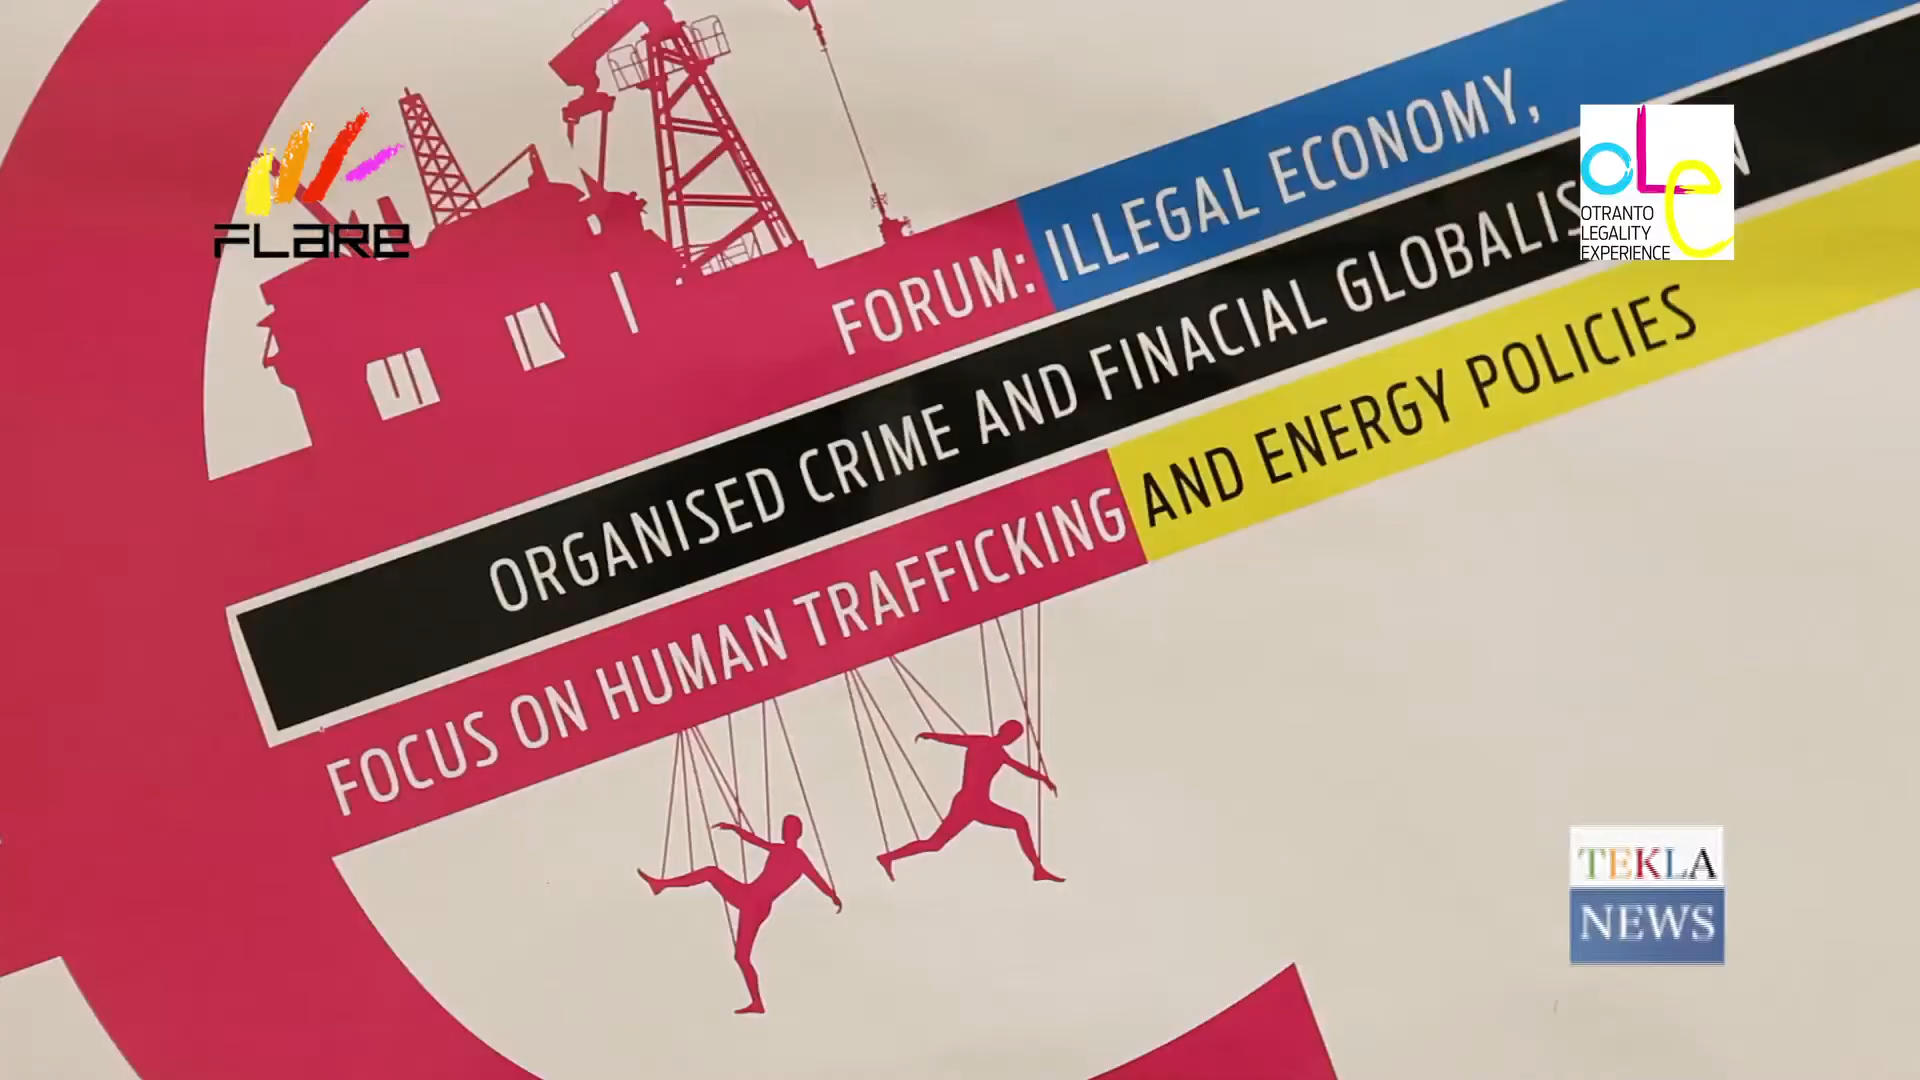 FLARE
FORUM: ILLEGAL ECONOMY,
ORGANISED CRIME AND FINACIAL
FOCUS ON HUMAN TRAFFICKING AND ENERGY POLICIES
OLE
OTRANTO
LEGALITY
EXPERIENCE
TEKLA
NEWS